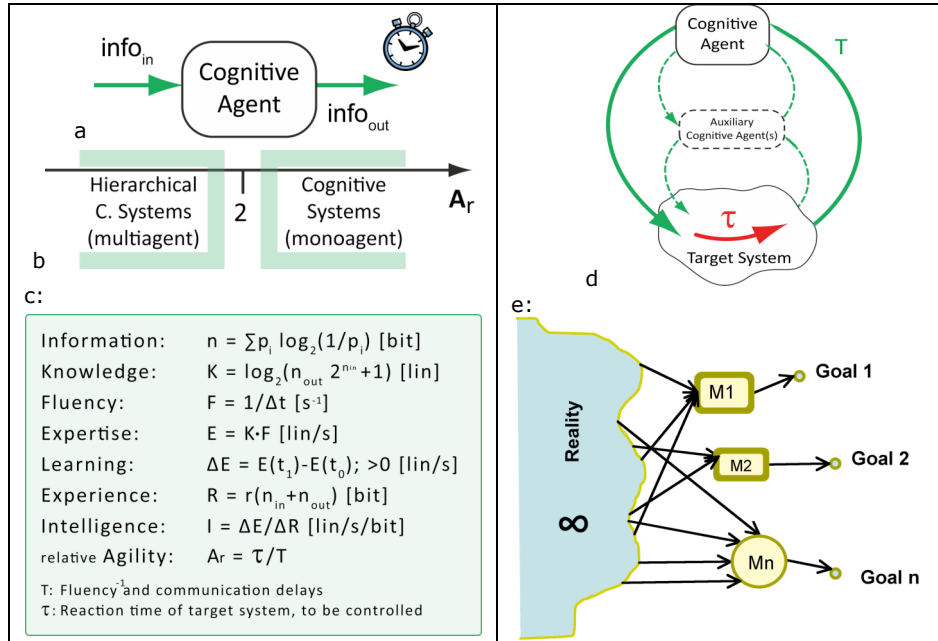 info_in
Cognitive
Agent
info_out
a
Hierarchical
C. Systems
(multiagent)
2
Cognitive
Systems
(monoagent)
A_r
b
c:
Information: n = ∑p_i log_2(1/p_i) [bit]
Knowledge: K = log_2(n_out 2^n_in +1) [lin]
Fluency: F = 1/Δt [s^-1]
Expertise: E = K·F [lin/s]
Learning: ΔE = E(t_1)-E(t_0); >0 [lin/s]
Experience: R = r(n_in+n_out) [bit]
Intelligence: I = ΔE/ΔR [lin/s/bit]
relative Agility: A_r = τ/T
T: Fluency^-1 and communication delays
τ: Reaction time of target system, to be controlled
Cognitive
Agent
T
Auxiliary
Cognitive Agent(s)
τ
Target System
d
e:
Reality
∞
M1
Goal 1
M2
Goal 2
Mn
Goal n